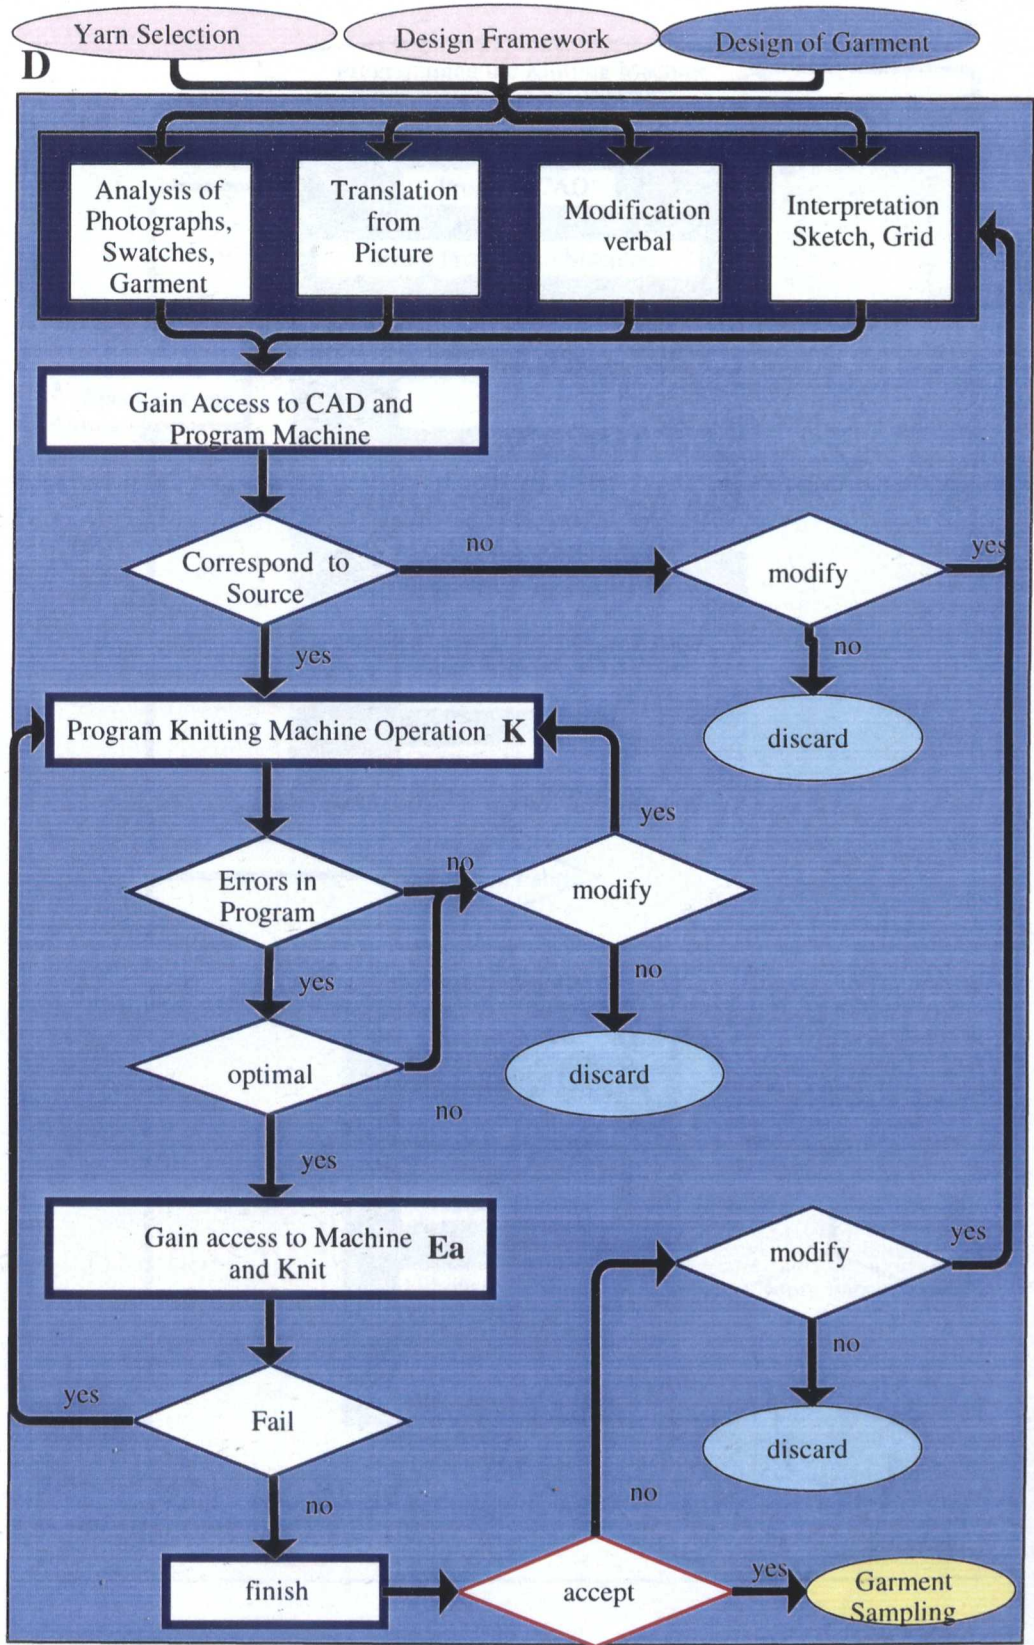 Yarn Selection
Design Framework
Design of Garment
D
Analysis of
Photographs,
Swatches,
Garment
Translation
from
Picture
Modification
verbal
Interpretation
Sketch, Grid
Gain Access to CAD and
Program Machine
Correspond to
Source
no
modify
yes
yes
no
discard
Program Knitting Machine Operation K
yes
Errors in
Program
no
modify
yes
no
optimal
discard
no
yes
Gain access to Machine
and Knit
Ea
modify
yes
no
Fail
yes
discard
no
no
finish
accept
yes
Garment
Sampling